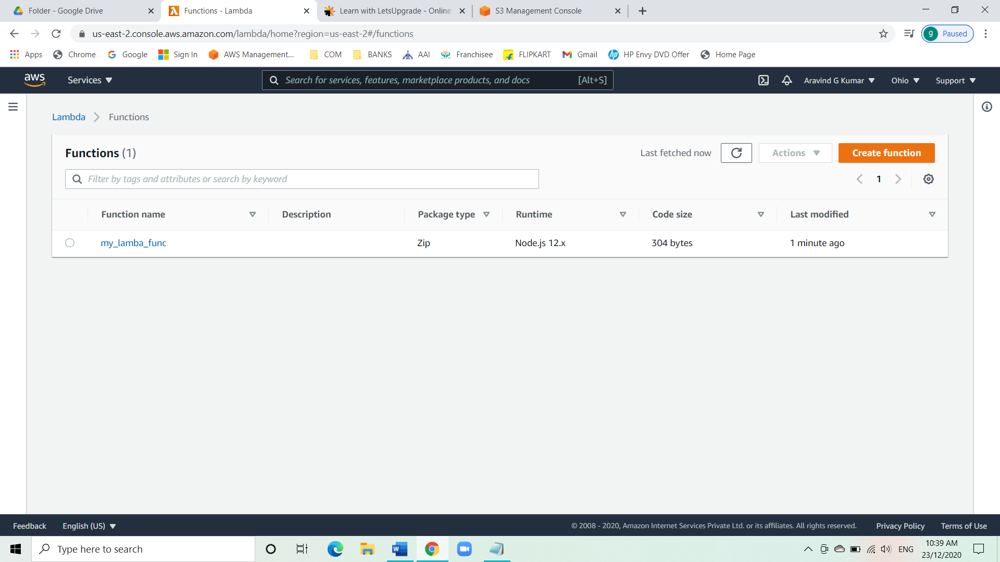 Folder - Google Drive
Functions - Lambda
Learn with LetsUpgrade - Online
S3 Management Console
us-east-2.console.aws.amazon.com/lambda/home?region=us-east-2#/functions
g Paused
Apps Chrome Google Sign In AWS Management... COM BANKS AAI Franchisee FLIPKART Gmail HP Envy DVD Offer Home Page
aws Services Search for services, features, marketplace products, and docs [Alt+S] Aravind G Kumar Ohio Support
Lambda Functions
Functions (1) Last fetched now Actions Create function
Filter by tags and attributes or search by keyword 1
Function name Description Package type Runtime Code size Last modified
my_lamba_func Zip Node.js 12.x 304 bytes 1 minute ago
Feedback English (US) © 2008 - 2020, Amazon Internet Services Private Ltd. or its affiliates. All rights reserved. Privacy Policy Terms of Use
Type here to search
ENG
10:39 AM
23/12/2020